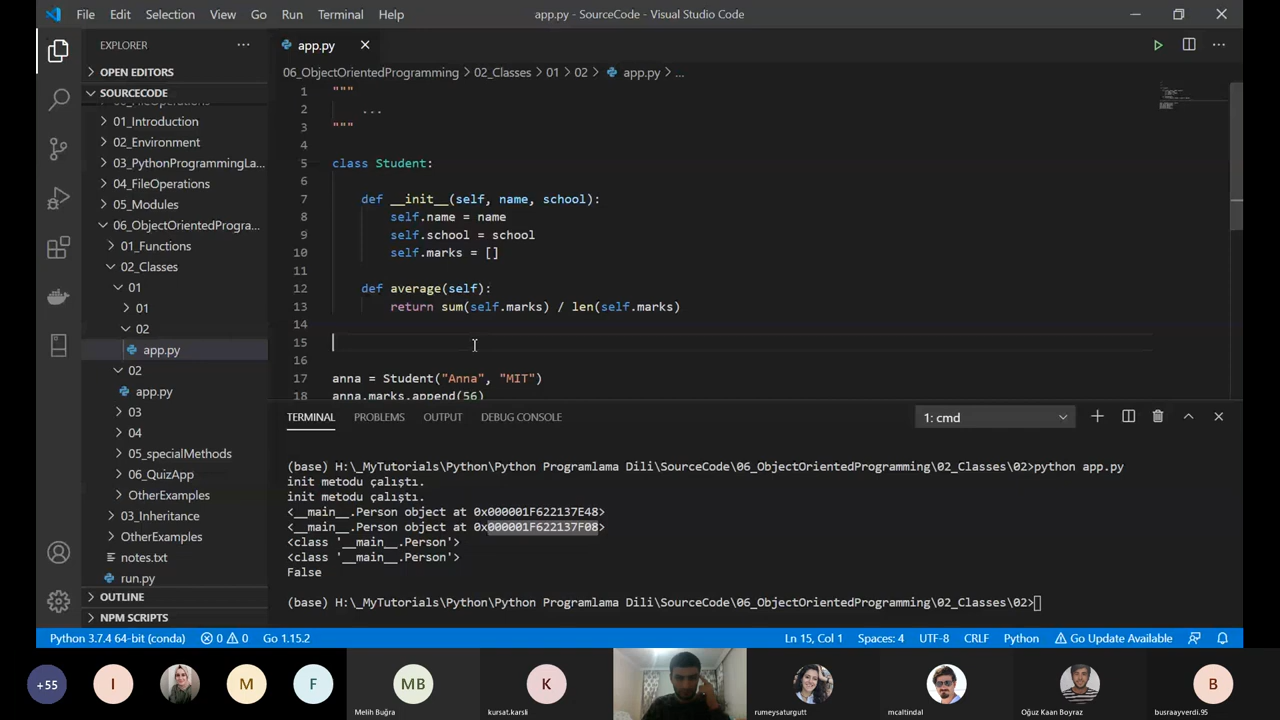 File Edit Selection View Go Run Terminal Help
app.py - SourceCode - Visual Studio Code
EXPLORER
OPEN EDITORS
SOURCECODE
01_Introduction
02_Environment
03_PythonProgrammingLa...
04_FileOperations
05_Modules
06_ObjectOrientedProgra...
01_Functions
02_Classes
01
01
02
app.py
02
app.py
03
04
05_specialMethods
06_QuizApp
OtherExamples
03_Inheritance
OtherExamples
notes.txt
run.py
OUTLINE
NPM SCRIPTS
app.py
06_ObjectOrientedProgramming > 02_Classes > 01 > 02 > app.py > ...
1 """
2 ...
3 """
4
5 class Student:
6
7 def __init__(self, name, school):
8 self.name = name
9 self.school = school
10 self.marks = []
11
12 def average(self):
13 return sum(self.marks) / len(self.marks)
14
15
16
17 anna = Student("Anna", "MIT")
18 anna.marks.append(56)
TERMINAL PROBLEMS OUTPUT DEBUG CONSOLE
1: cmd
(base) H:\_MyTutorials\Python\Python Programlama Dili\SourceCode\06_ObjectOrientedProgramming\02_Classes\02>python app.py
init metodu çalıştı.
init metodu çalıştı.
<__main__.Person object at 0x000001F622137E48>
<__main__.Person object at 0x000001F622137F08>
<class '__main__.Person'>
<class '__main__.Person'>
False
(base) H:\_MyTutorials\Python\Python Programlama Dili\SourceCode\06_ObjectOrientedProgramming\02_Classes\02>
Python 3.7.4 64-bit (conda) 0 0 Go 1.15.2
Ln 15, Col 1 Spaces: 4 UTF-8 CRLF Python Go Update Available
+55 I M F MB K B
Melih Buğra kursat.karsli rumeysaturgutt mcaltindal Oğuz Kaan Boyraz busraayverdi.95